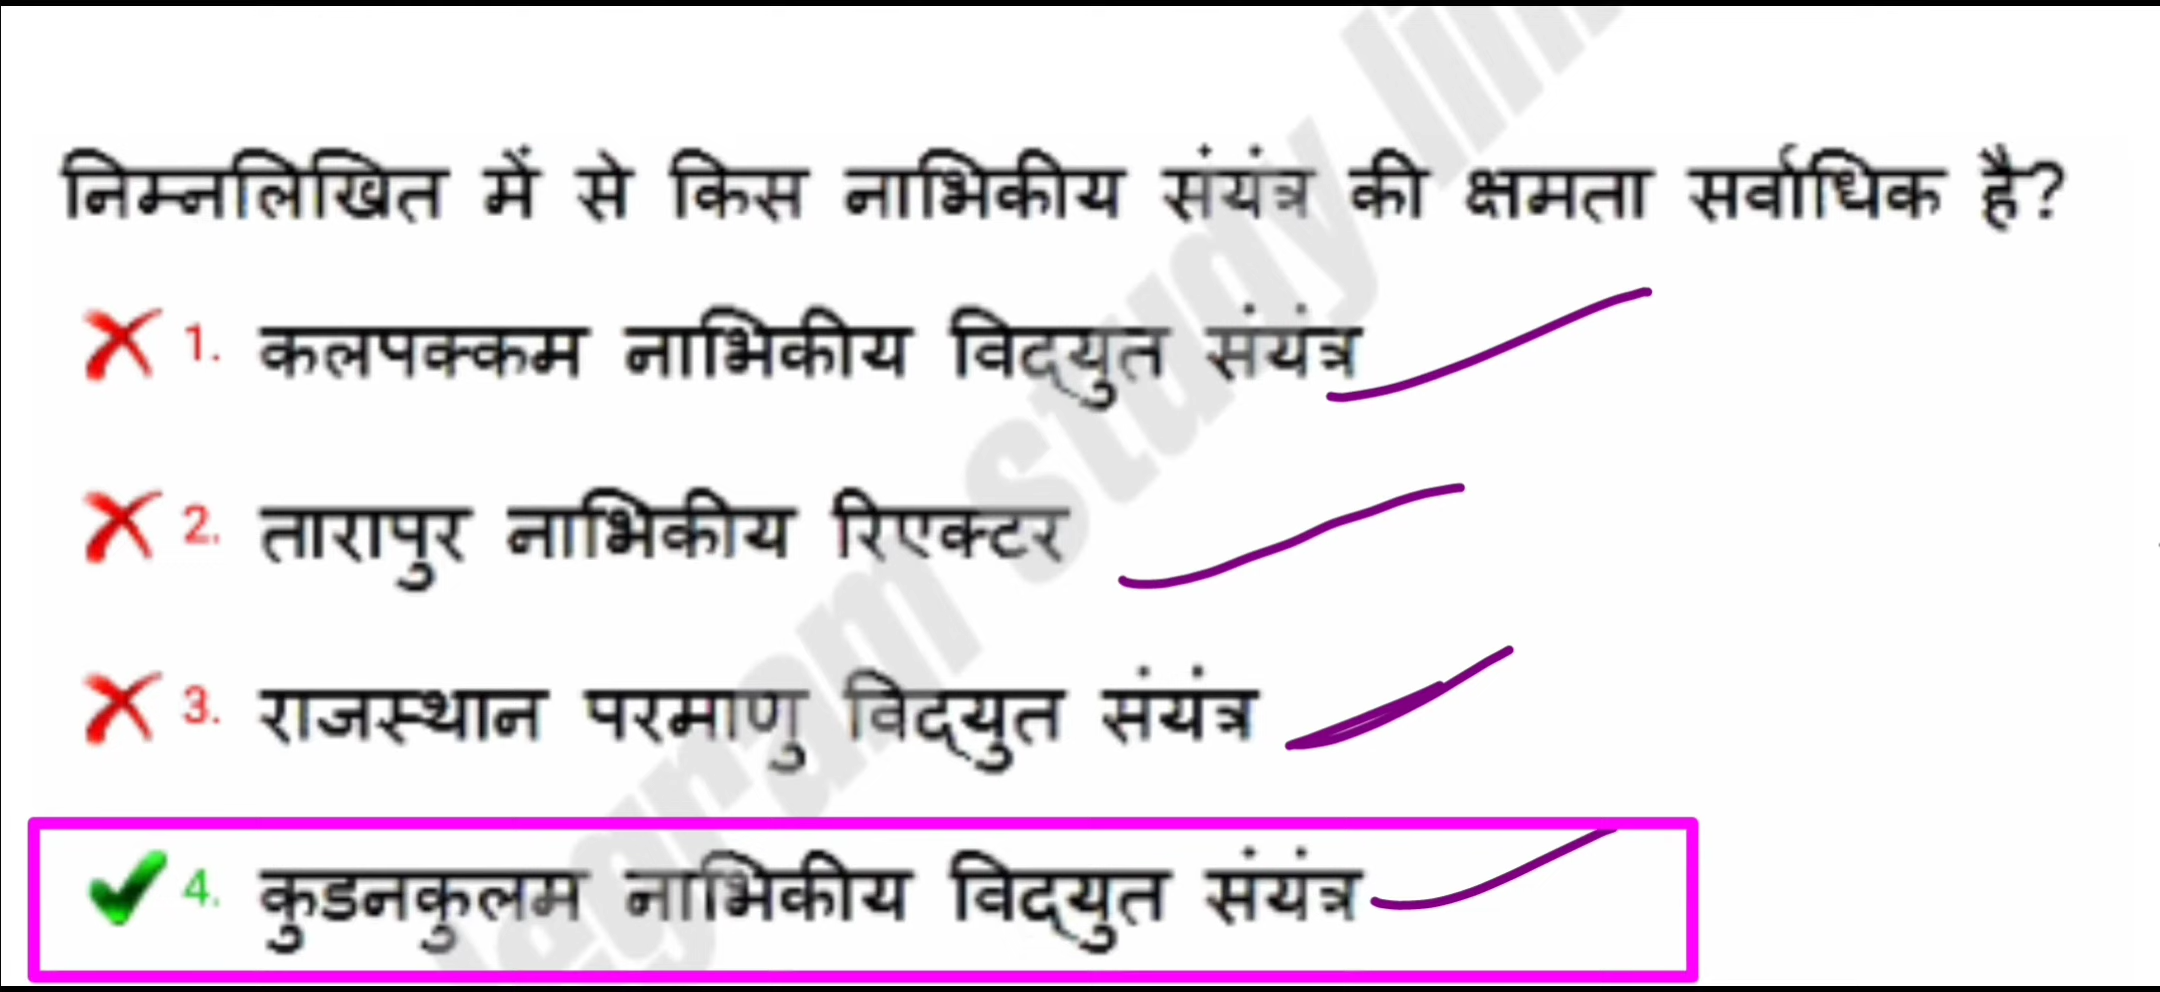 निम्नलिखित में से किस नाभिकीय संयंत्र की क्षमता सर्वाधिक है?
1. कलपक्कम नाभिकीय विद्युत संयंत्र
2. तारापुर नाभिकीय रिएक्टर
3. राजस्थान परमाणु विद्युत संयंत्र
4. कुडनकुलम नाभिकीय विद्युत संयंत्र